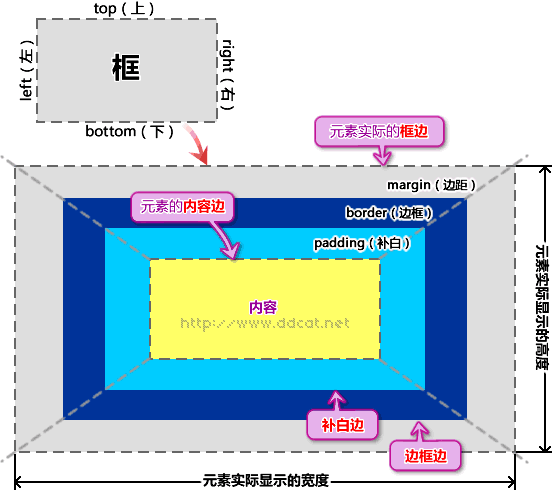 top（上）
left（左）
框
right（右）
bottom（下）
元素实际的框边
margin（边距）
元素的内容边
border（边框）
padding（补白）
内容
http://www.ddcat.net
元素实际显示的高度
补白边
边框边
元素实际显示的宽度